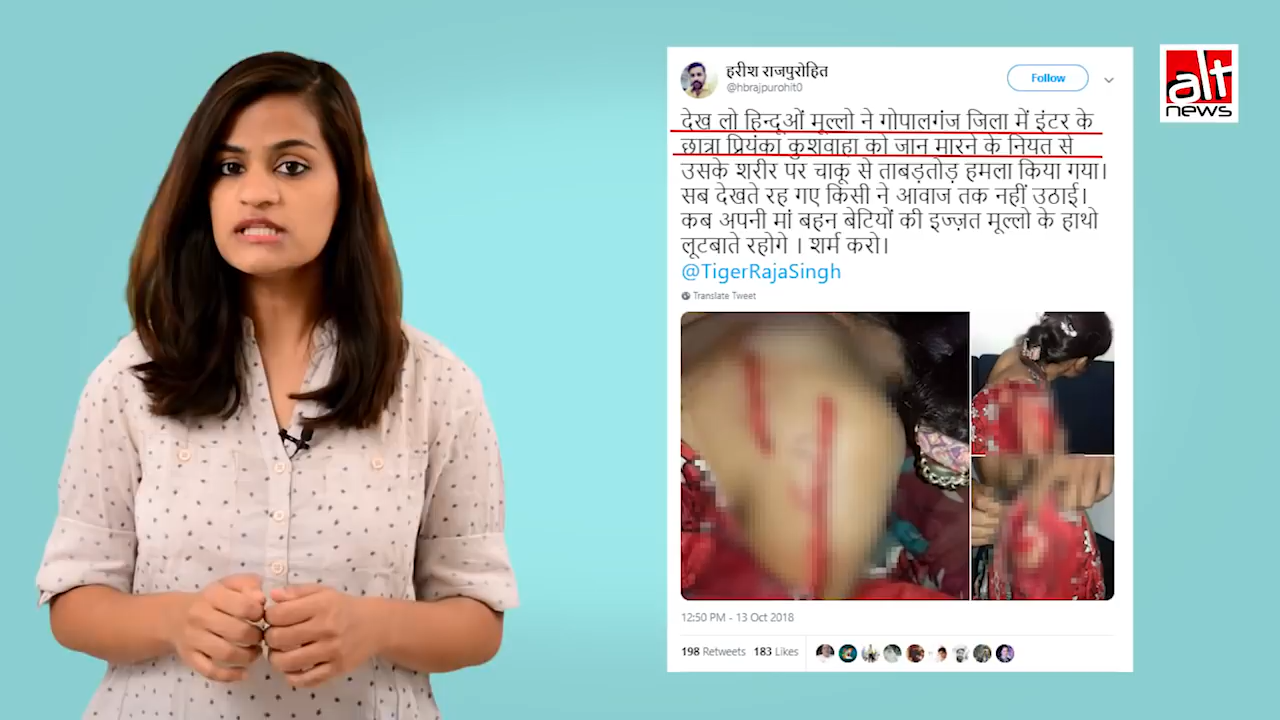 हरीश राजपुरोहित
@hbrajpurohit0
Follow
alt
news
देख लो हिन्दूओं मूल्लो ने गोपालगंज जिला में इंटर के
छात्रा प्रियंका कुशवाहा को जान मारने के नियत से
उसके शरीर पर चाकू से ताबड़तोड़ हमला किया गया।
सब देखते रह गए किसी ने आवाज तक नहीं उठाई।
कब अपनी मां बहन बेटियों की इज्ज़त मूल्लो के हाथो
लूटबाते रहोगे । शर्म करो।
@TigerRajaSingh
Translate Tweet
12:50 PM - 13 Oct 2018
198 Retweets 183 Likes